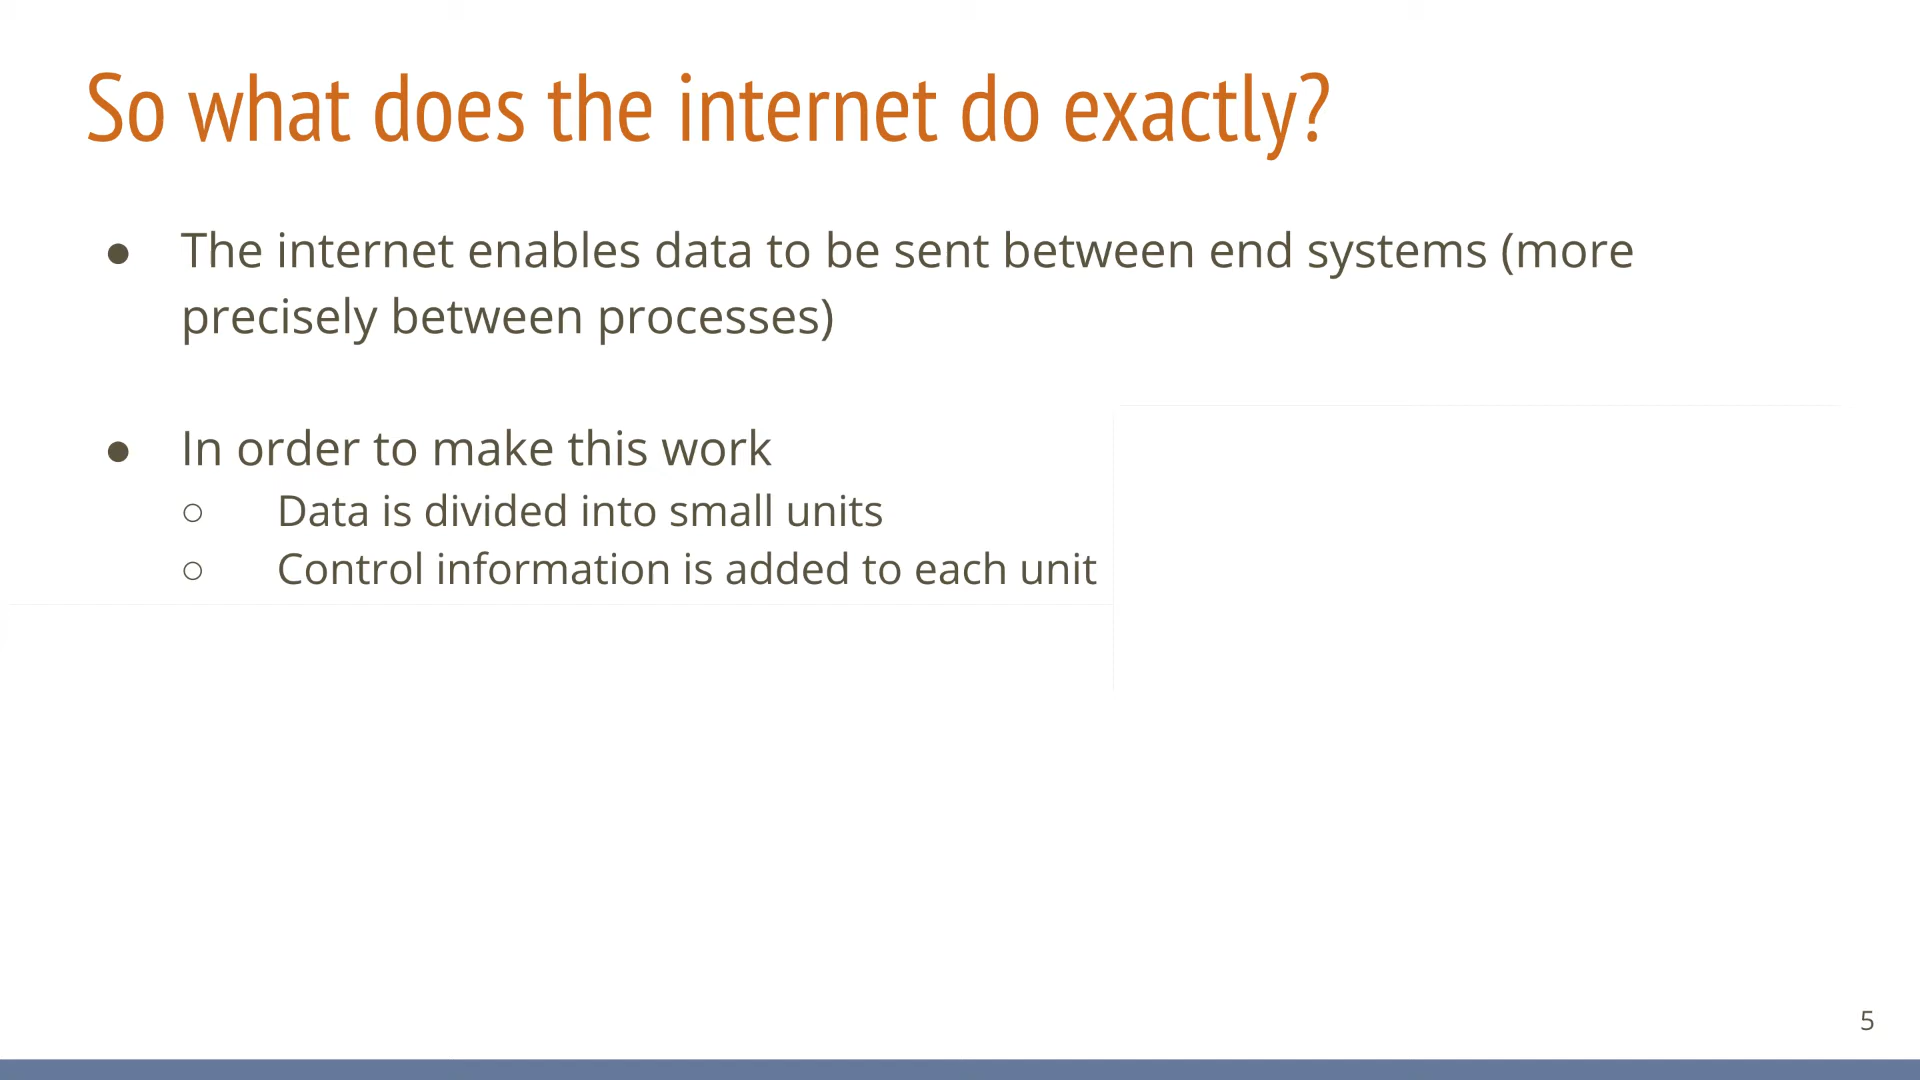 So what does the internet do exactly?
● The internet enables data to be sent between end systems (more
precisely between processes)
● In order to make this work
○ Data is divided into small units
○ Control information is added to each unit
5